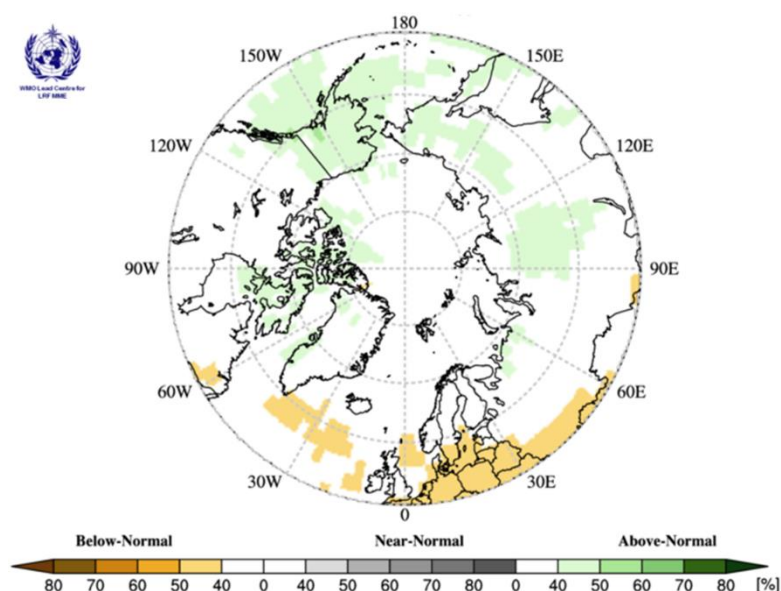 180
150W 150E
WMO Lead Centre for
LRF MME
120W 120E
90W 90E
60W 60E
30W 30E
0
Below-Normal Near-Normal Above-Normal
80 70 60 50 40 0 40 50 60 70 80 0 40 50 60 70 80 [%]